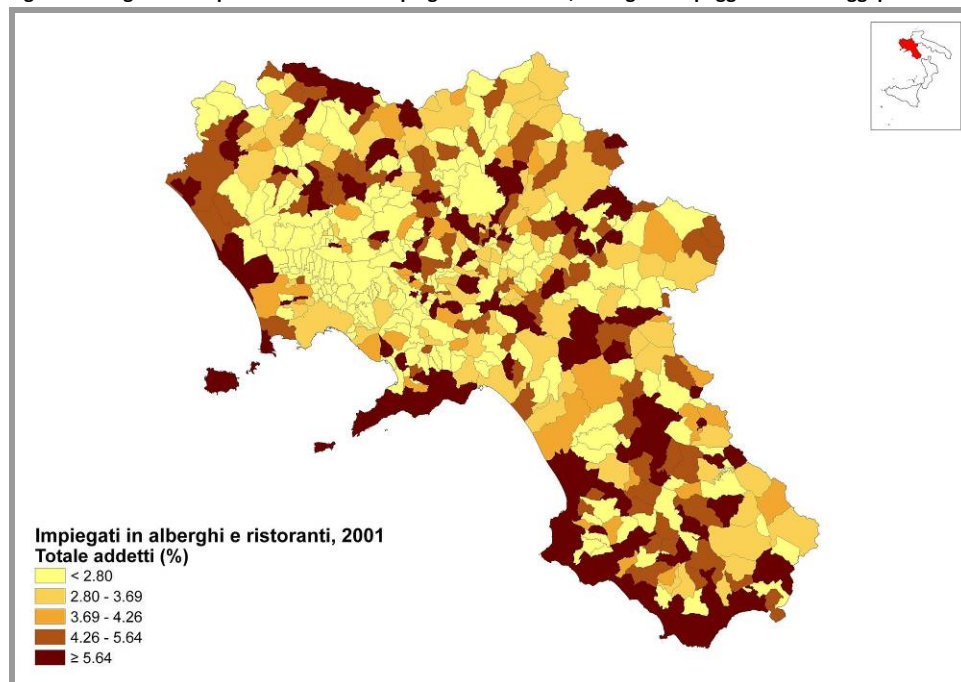 Impiegati in alberghi e ristoranti, 2001
Totale addetti (%)
< 2.80
2.80 - 3.69
3.69 - 4.26
4.26 - 5.64
≥ 5.64